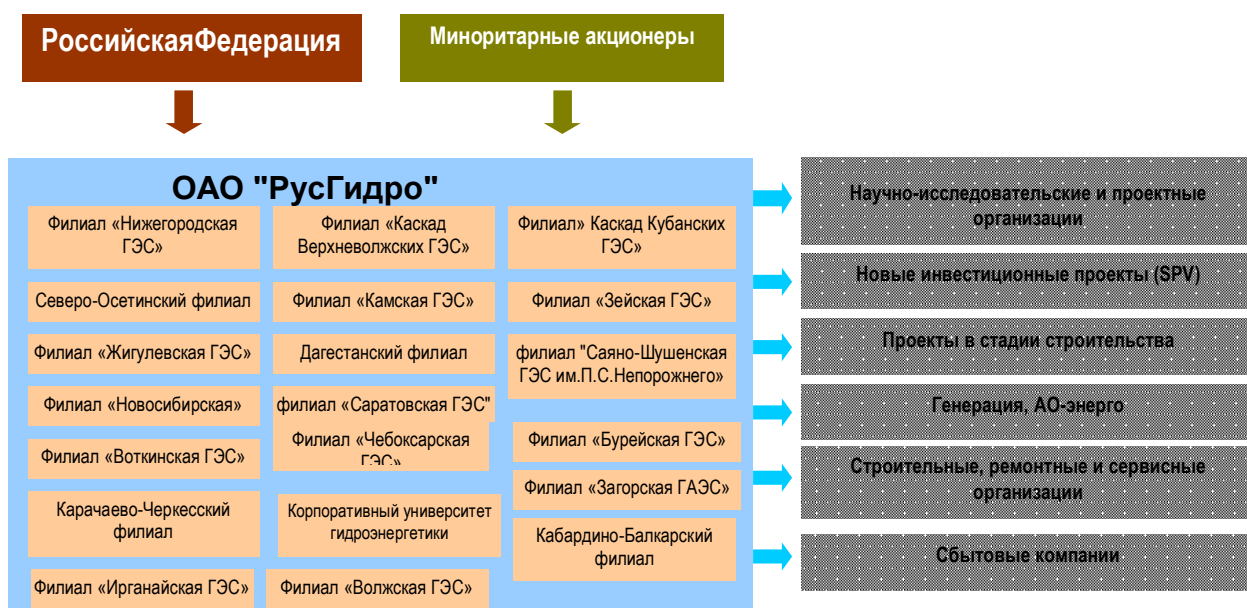 РоссийскаяФедерация
Миноритарные акционеры
ОАО "РусГидро"
Филиал «Нижегородская
ГЭС»
Филиал «Каскад
Верхневолжских ГЭС»
Филиал» Каскад Кубанских
ГЭС»
Северо-Осетинский филиал
Филиал «Камская ГЭС»
Филиал «Зейская ГЭС»
Филиал «Жигулевская ГЭС»
Дагестанский филиал
филиал "Саяно-Шушенская
ГЭС им.П.С.Непорожнего»
Филиал «Новосибирская»
филиал «Саратовская ГЭС"
Филиал «Воткинская ГЭС»
Филиал «Чебоксарская
ГЭС»
Филиал «Бурейская ГЭС»
Филиал «Загорская ГАЭС»
Карачаево-Черкесский
филиал
Корпоративный университет
гидроэнергетики
Кабардино-Балкарский
филиал
Филиал «Ирганайская ГЭС»
Филиал «Волжская ГЭС»
Научно-исследовательские и проектные
организации
Новые инвестиционные проекты (SPV)
Проекты в стадии строительства
Генерация, АО-энерго
Строительные, ремонтные и сервисные
организации
Сбытовые компании